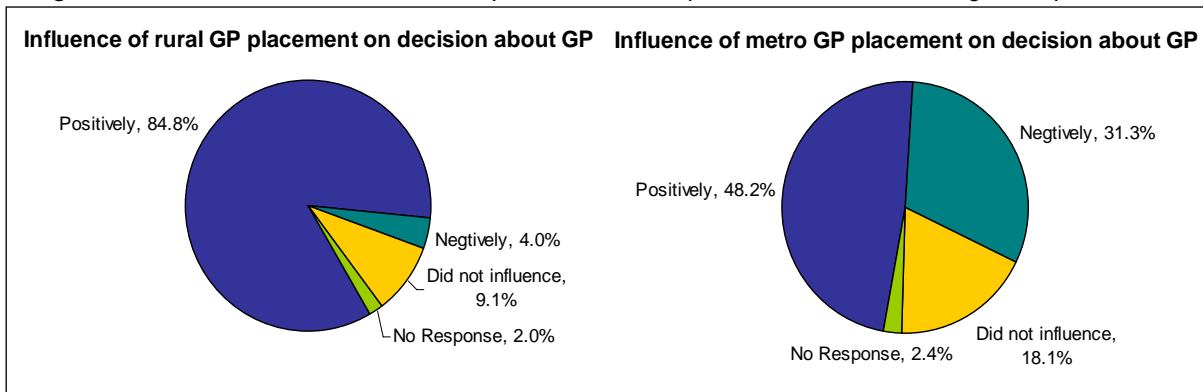 Influence of rural GP placement on decision about GP
Positively, 84.8%
Negtively, 4.0%
Did not influence,
9.1%
No Response, 2.0%
Influence of metro GP placement on decision about GP
Negtively, 31.3%
Positively, 48.2%
Did not influence,
18.1%
No Response, 2.4%